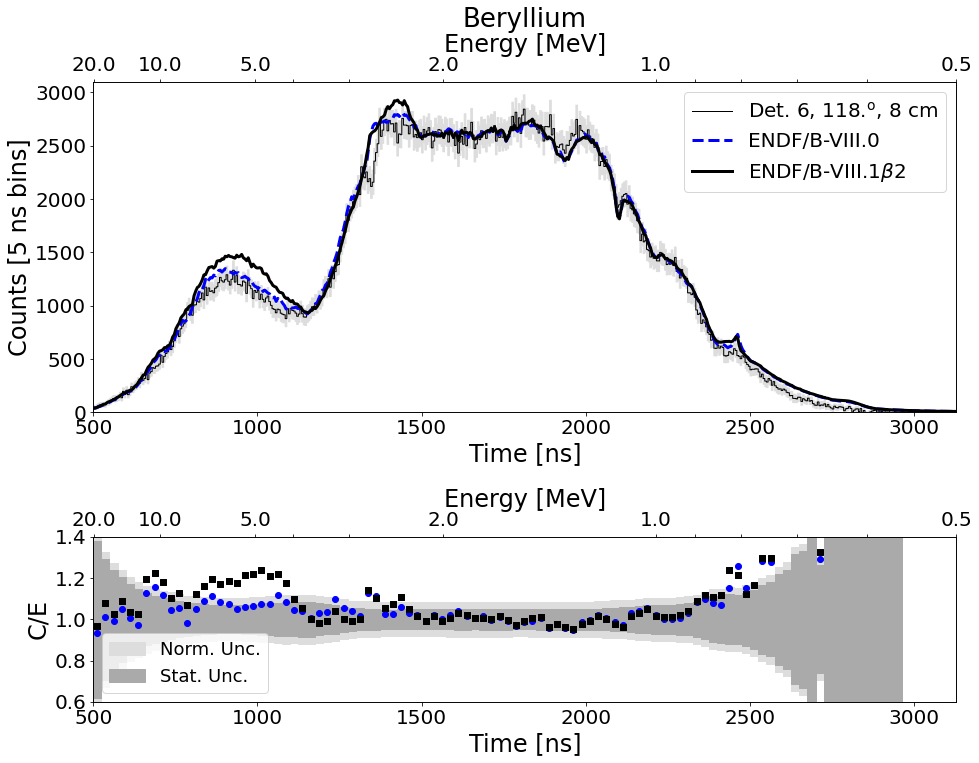 Beryllium
Energy [MeV]
20.0 10.0 5.0 2.0 1.0 0.5
3000
2500
2000
1500
1000
500
0
Counts [5 ns bins]
Det. 6, 118.°, 8 cm
ENDF/B-VIII.0
ENDF/B-VIII.1β2
500 1000 1500 2000 2500 3000
Time [ns]
Energy [MeV]
20.0 10.0 5.0 2.0 1.0 0.5
1.4
1.2
1.0
0.8
0.6
C/E
Norm. Unc.
Stat. Unc.
500 1000 1500 2000 2500 3000
Time [ns]